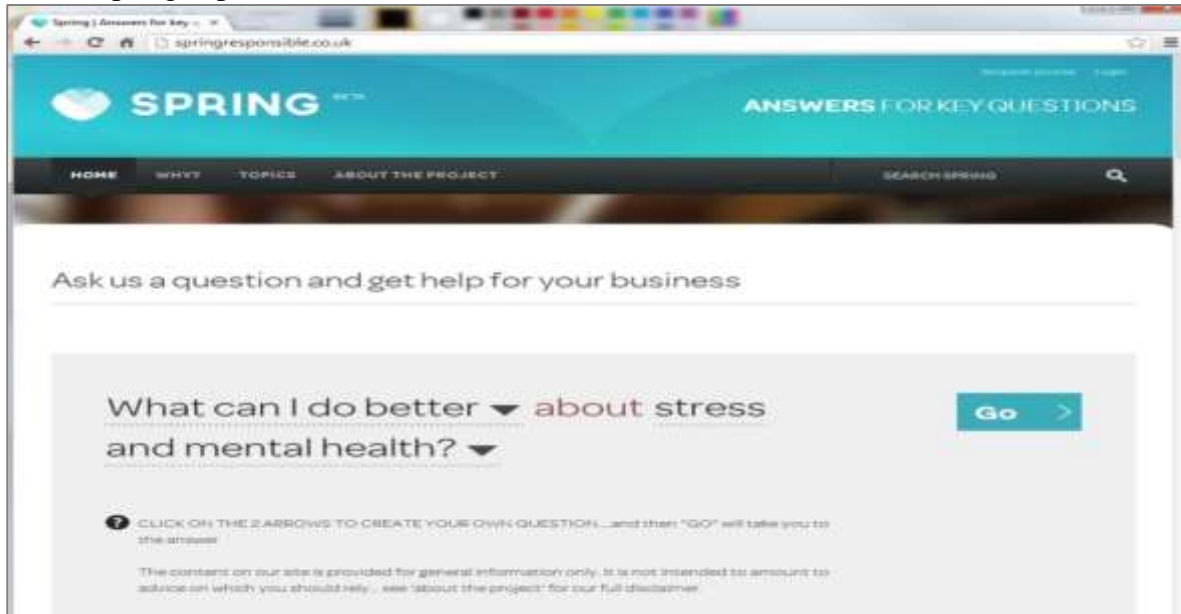 Spring | Answers for key
springresponsible.co.uk
Request access Login
SPRING BETA
ANSWERS FOR KEY QUESTIONS
HOME WHY? TOPICS ABOUT THE PROJECT SEARCH SPRING
Ask us a question and get help for your business
What can I do better about stress
and mental health?
Go
CLICK ON THE 2 ARROWS TO CREATE YOUR OWN QUESTION... and then "GO" will take you to
the answer
The content on our site is provided for general information only. It is not intended to amount to
advice on which you should rely... see 'about the project' for our full disclaimer